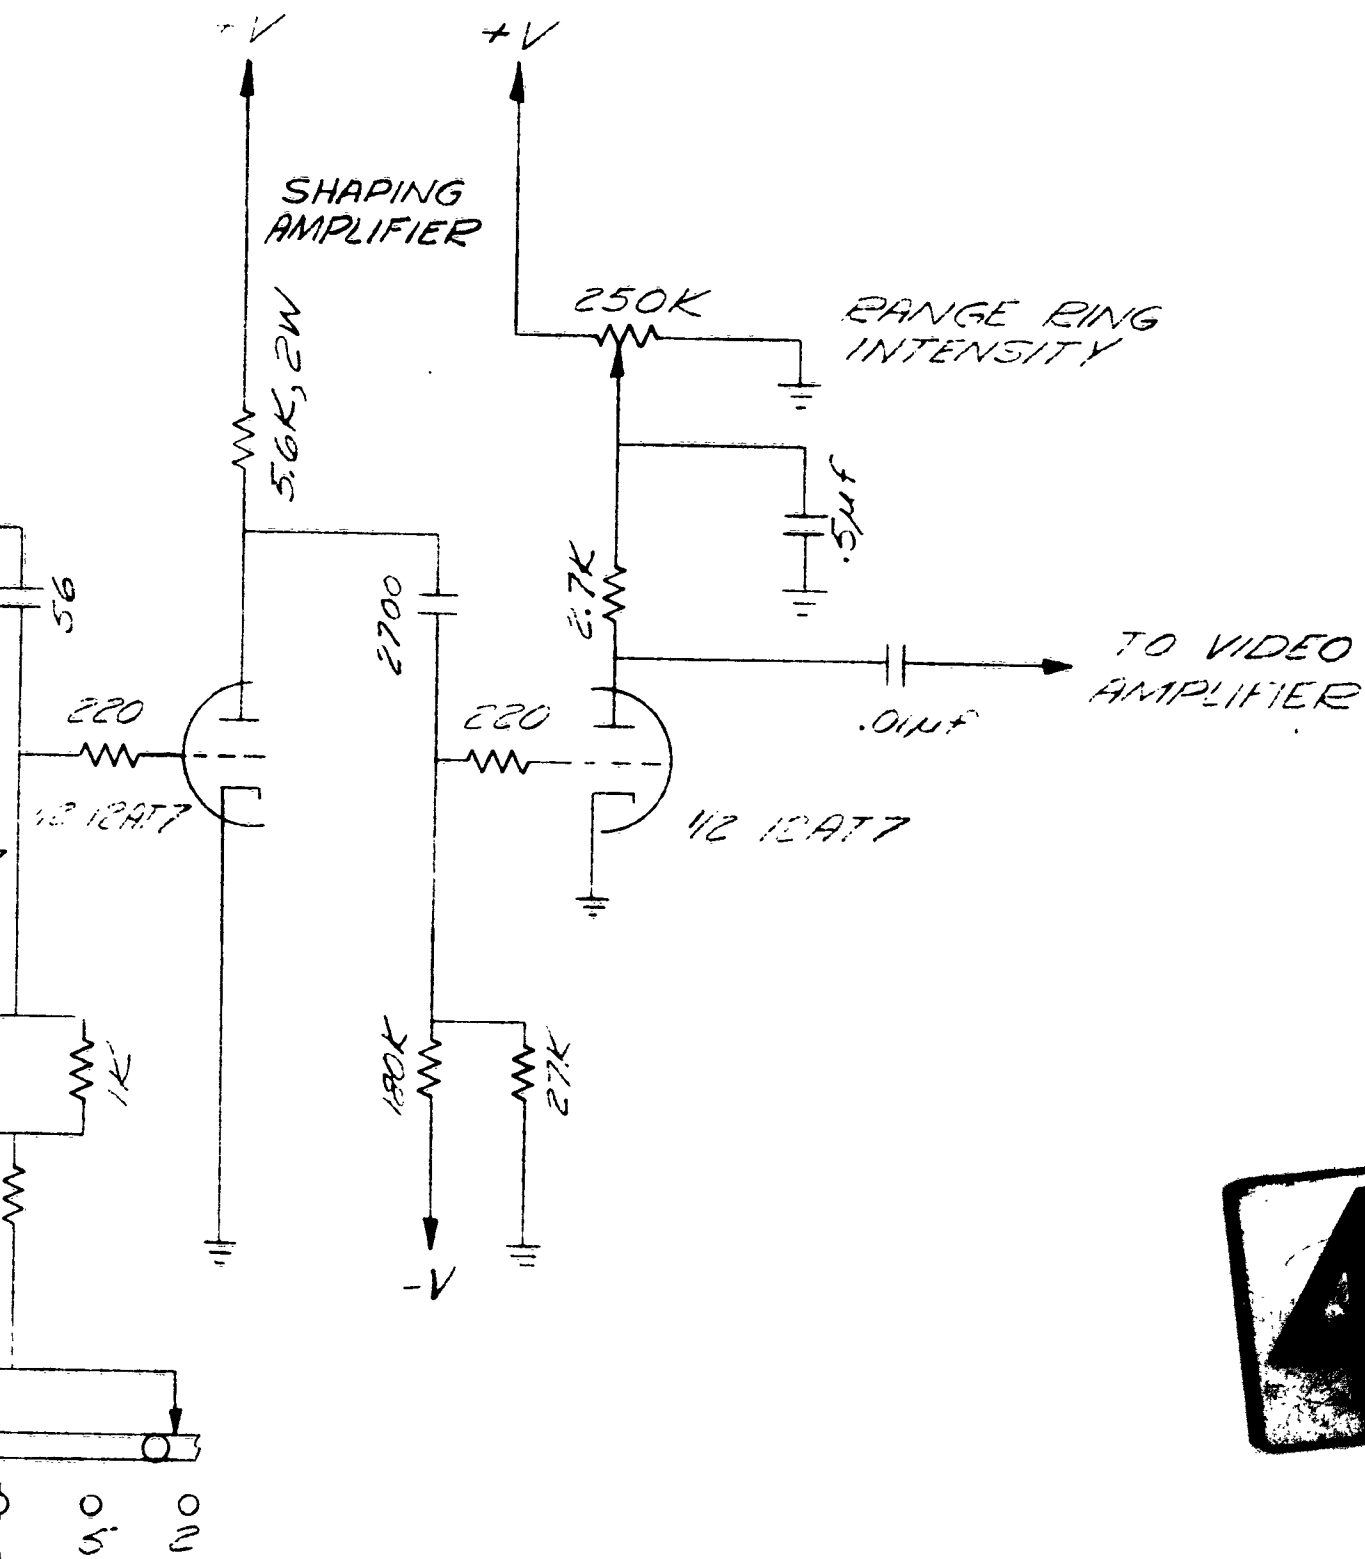 +V
+V
SHAPING
AMPLIFIER
250K
RANGE RING
INTENSITY
5.6K, 2W
.5μf
56
2700
2.7K
TO VIDEO
AMPLIFIER
220
220
.01μf
1/2 12AT7
1/2 12AT7
1K
180K
27K
-V
5
2